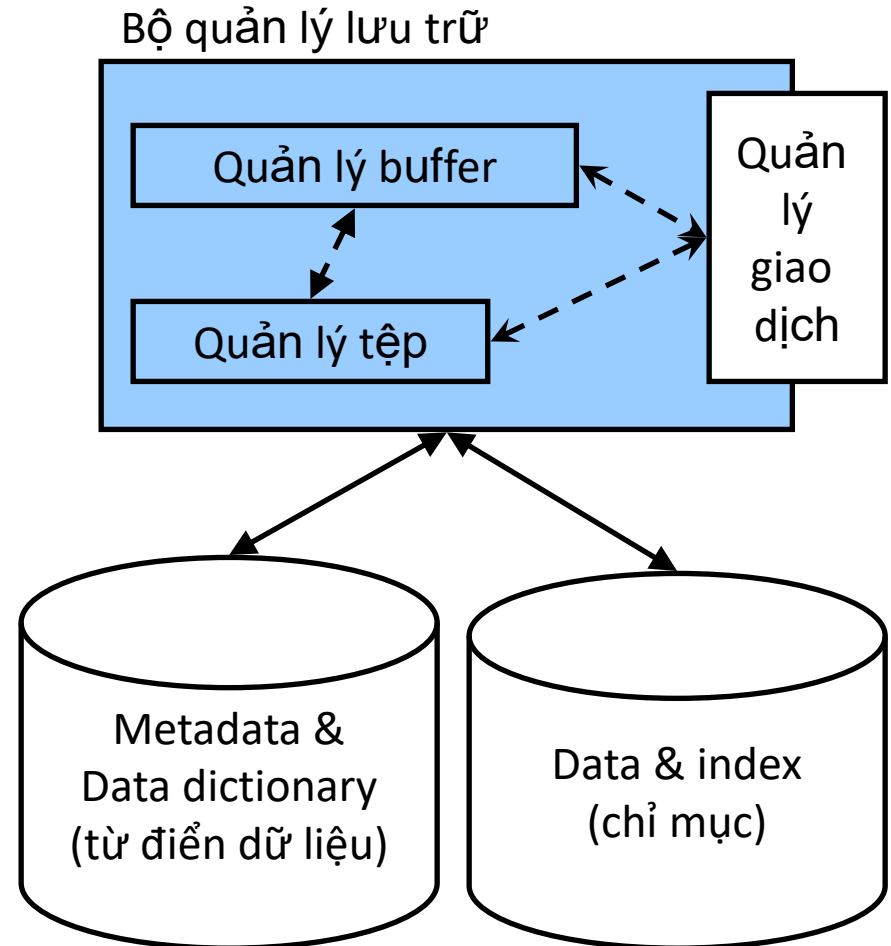 Bộ quản lý lưu trữ
Quản lý buffer
Quản lý tệp
Quản
lý
giao
dịch
Metadata &
Data dictionary
(từ điển dữ liệu)
Data & index
(chỉ mục)